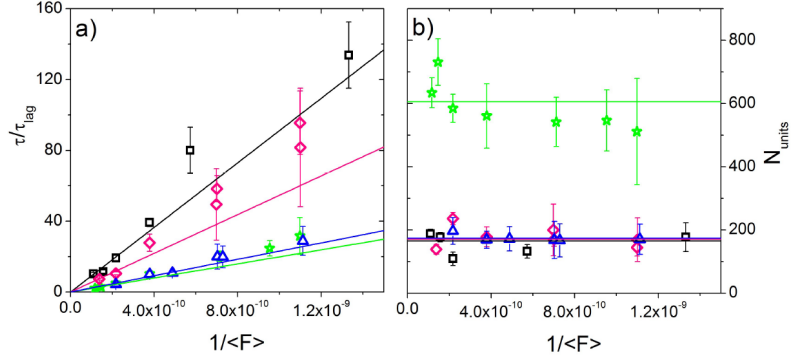 a)
160
120
80
40
0
τ/τlag
0.0
4.0x10⁻¹⁰
8.0x10⁻¹⁰
1.2x10⁻⁹
1/<F>
b)
800
600
400
200
0
Nunits
0.0
4.0x10⁻¹⁰
8.0x10⁻¹⁰
1.2x10⁻⁹
1/<F>